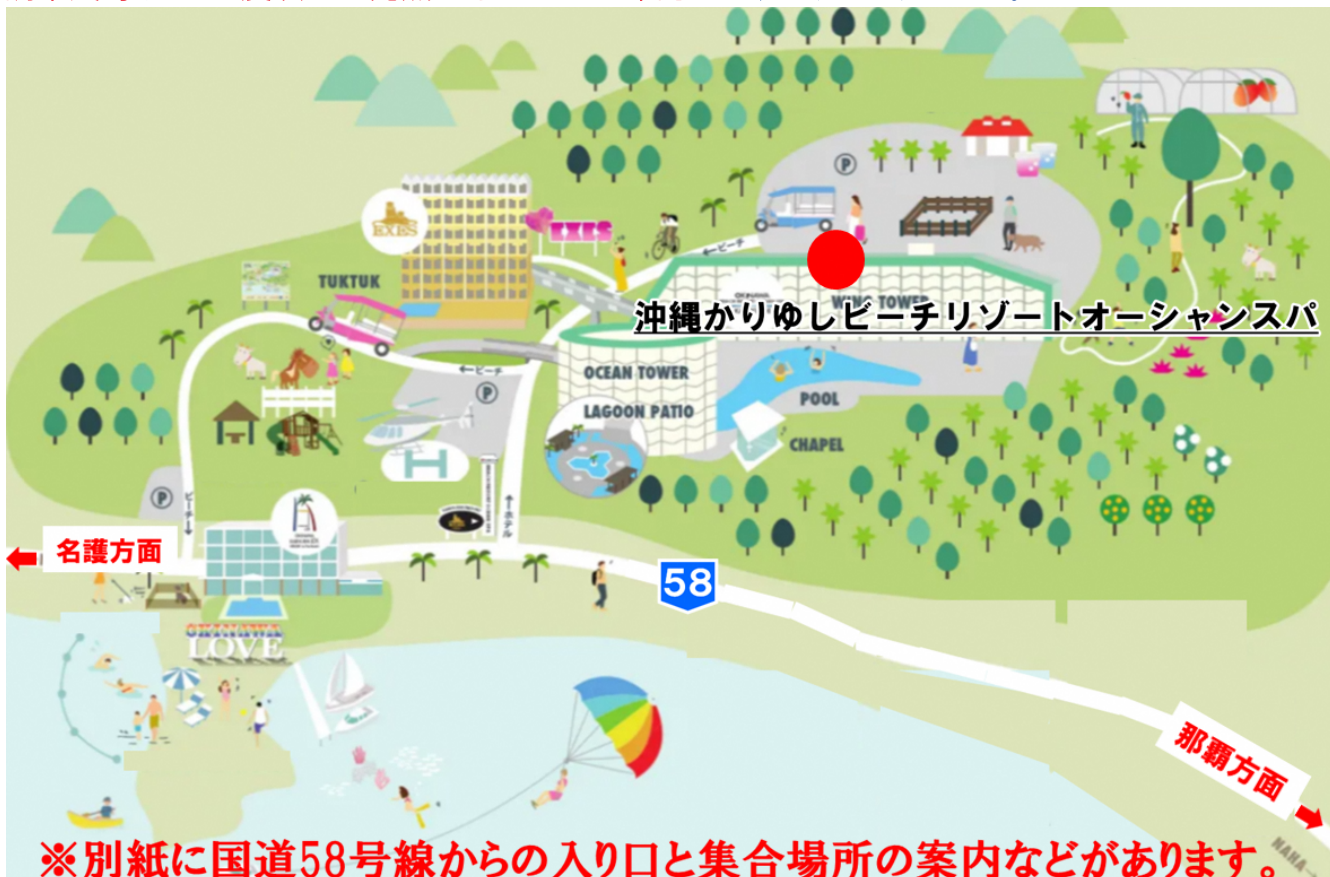 EXES
TUKTUK
←ビーチ
WING TOWER
沖縄かりゆしビーチリゾートオーシャンスパ
←ビーチ
OCEAN TOWER
LAGOON PATIO
POOL
CHAPEL
P
P
P
ビーチ→
↑ホテル
名護方面
58
OKINAWA
LOVE
那覇方面
NAHA→
※別紙に国道58号線からの入り口と集合場所の案内などがあります。